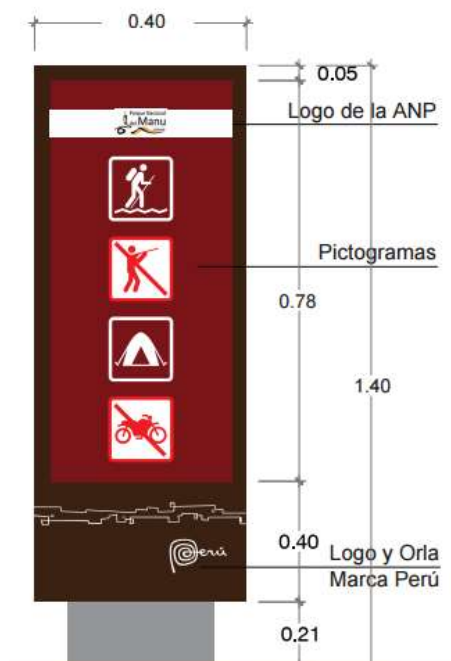 0.40
0.05
Logo de la ANP
Parque Nacional
del Manu
Pictogramas
0.78
1.40
Perú
0.40
Logo y Orla
Marca Perú
0.21